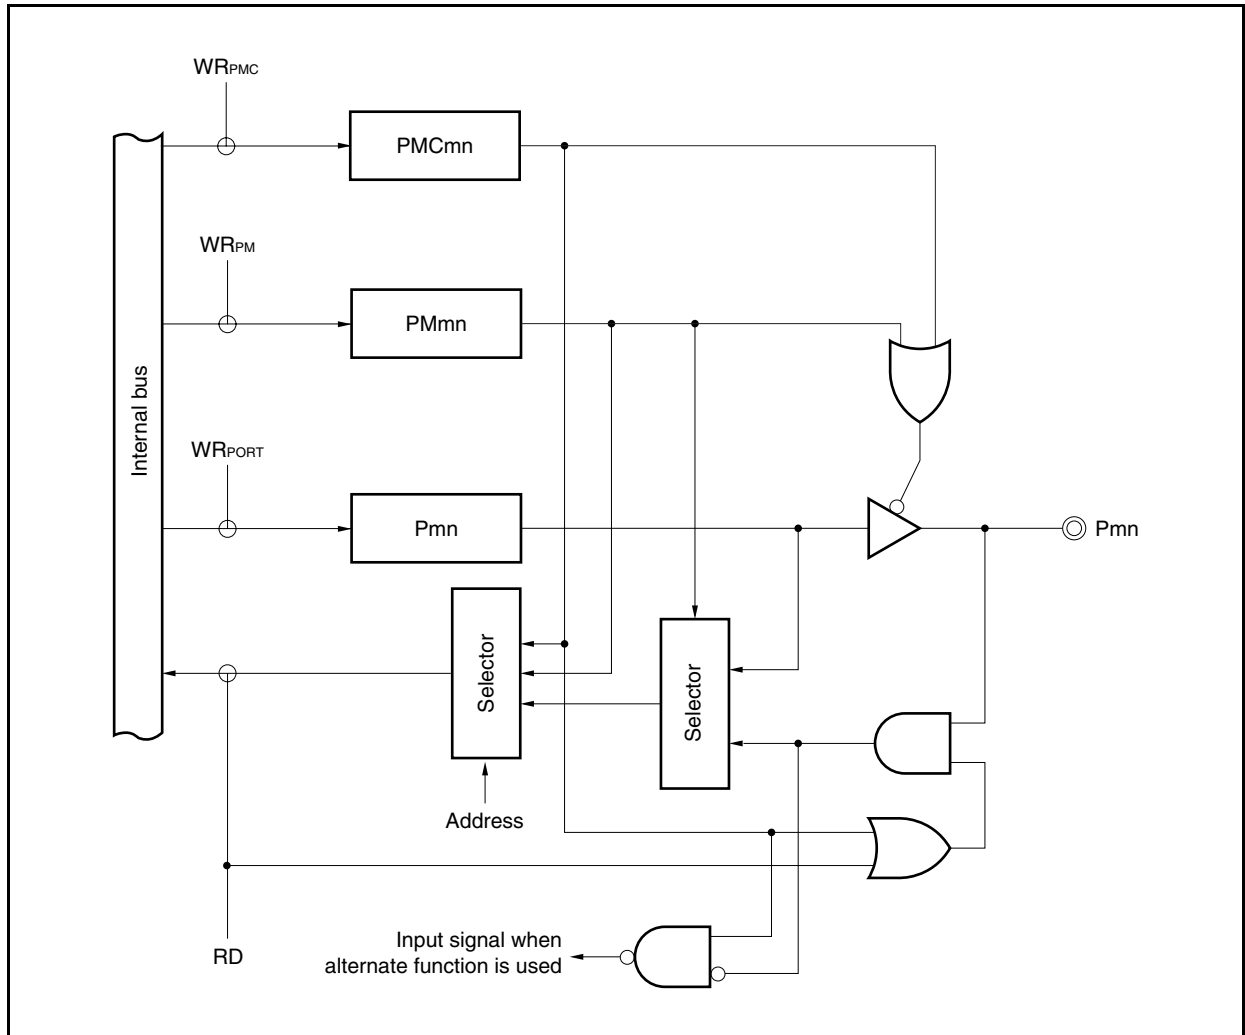 WRPMC
PMCmn
WRPM
PMmn
Internal bus
WRPORT
Pmn
Pmn
Selector
Selector
Address
RD
Input signal when
alternate function is used